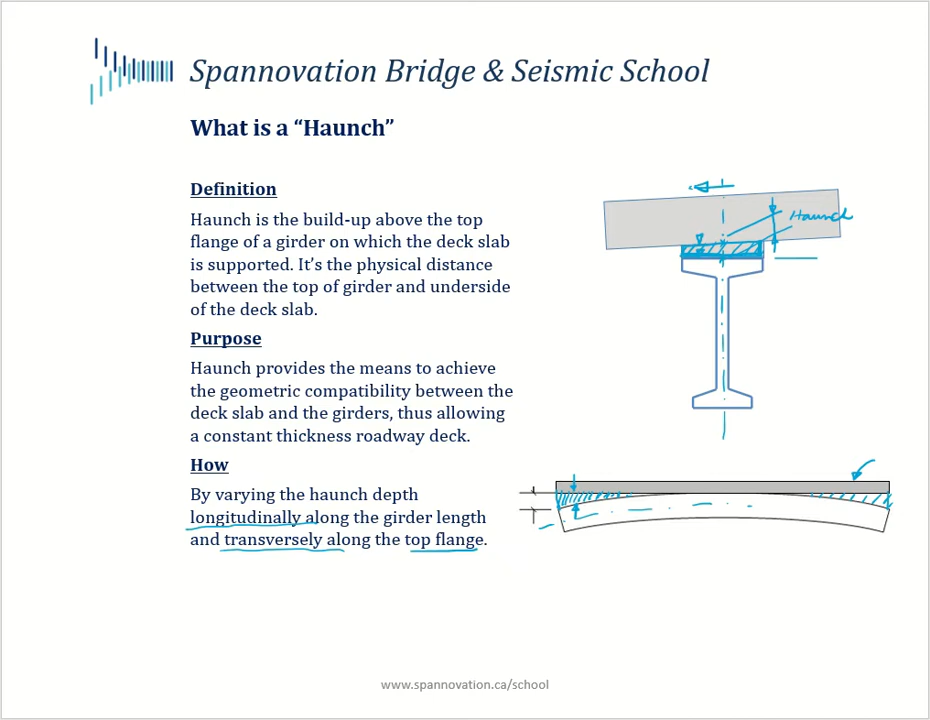 Spannovation Bridge & Seismic School
What is a “Haunch”
Definition
Haunch is the build-up above the top
flange of a girder on which the deck slab
is supported. It’s the physical distance
between the top of girder and underside
of the deck slab.
Purpose
Haunch provides the means to achieve
the geometric compatibility between the
deck slab and the girders, thus allowing
a constant thickness roadway deck.
How
By varying the haunch depth
longitudinally along the girder length
and transversely along the top flange.
Haunch
www.spannovation.ca/school